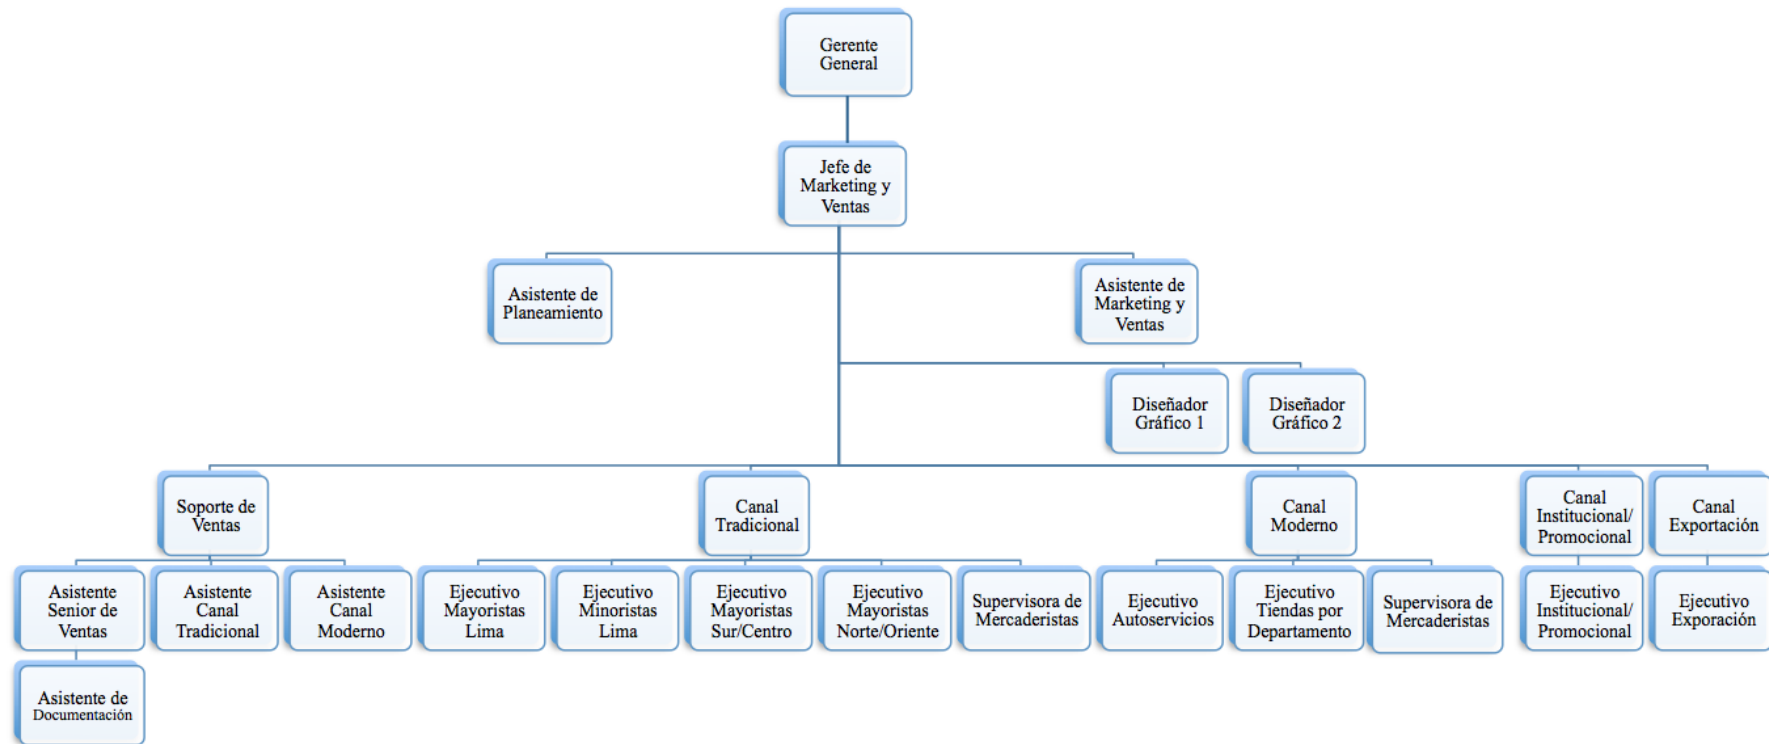 Gerente
General
Jefe de
Marketing y
Ventas
Asistente de
Planeamiento
Asistente de
Marketing y
Ventas
Diseñador
Gráfico 1
Diseñador
Gráfico 2
Soporte de
Ventas
Canal
Tradicional
Canal
Moderno
Canal
Institucional/
Promocional
Canal
Exportación
Asistente
Senior de
Ventas
Asistente
Canal
Tradicional
Asistente
Canal
Moderno
Ejecutivo
Mayoristas
Lima
Ejecutivo
Minoristas
Lima
Ejecutivo
Mayoristas
Sur/Centro
Ejecutivo
Mayoristas
Norte/Oriente
Supervisora de
Mercaderistas
Ejecutivo
Autoservicios
Ejecutivo
Tiendas por
Departamento
Supervisora de
Mercaderistas
Ejecutivo
Institucional/
Promocional
Ejecutivo
Exporación
Asistente de
Documentación